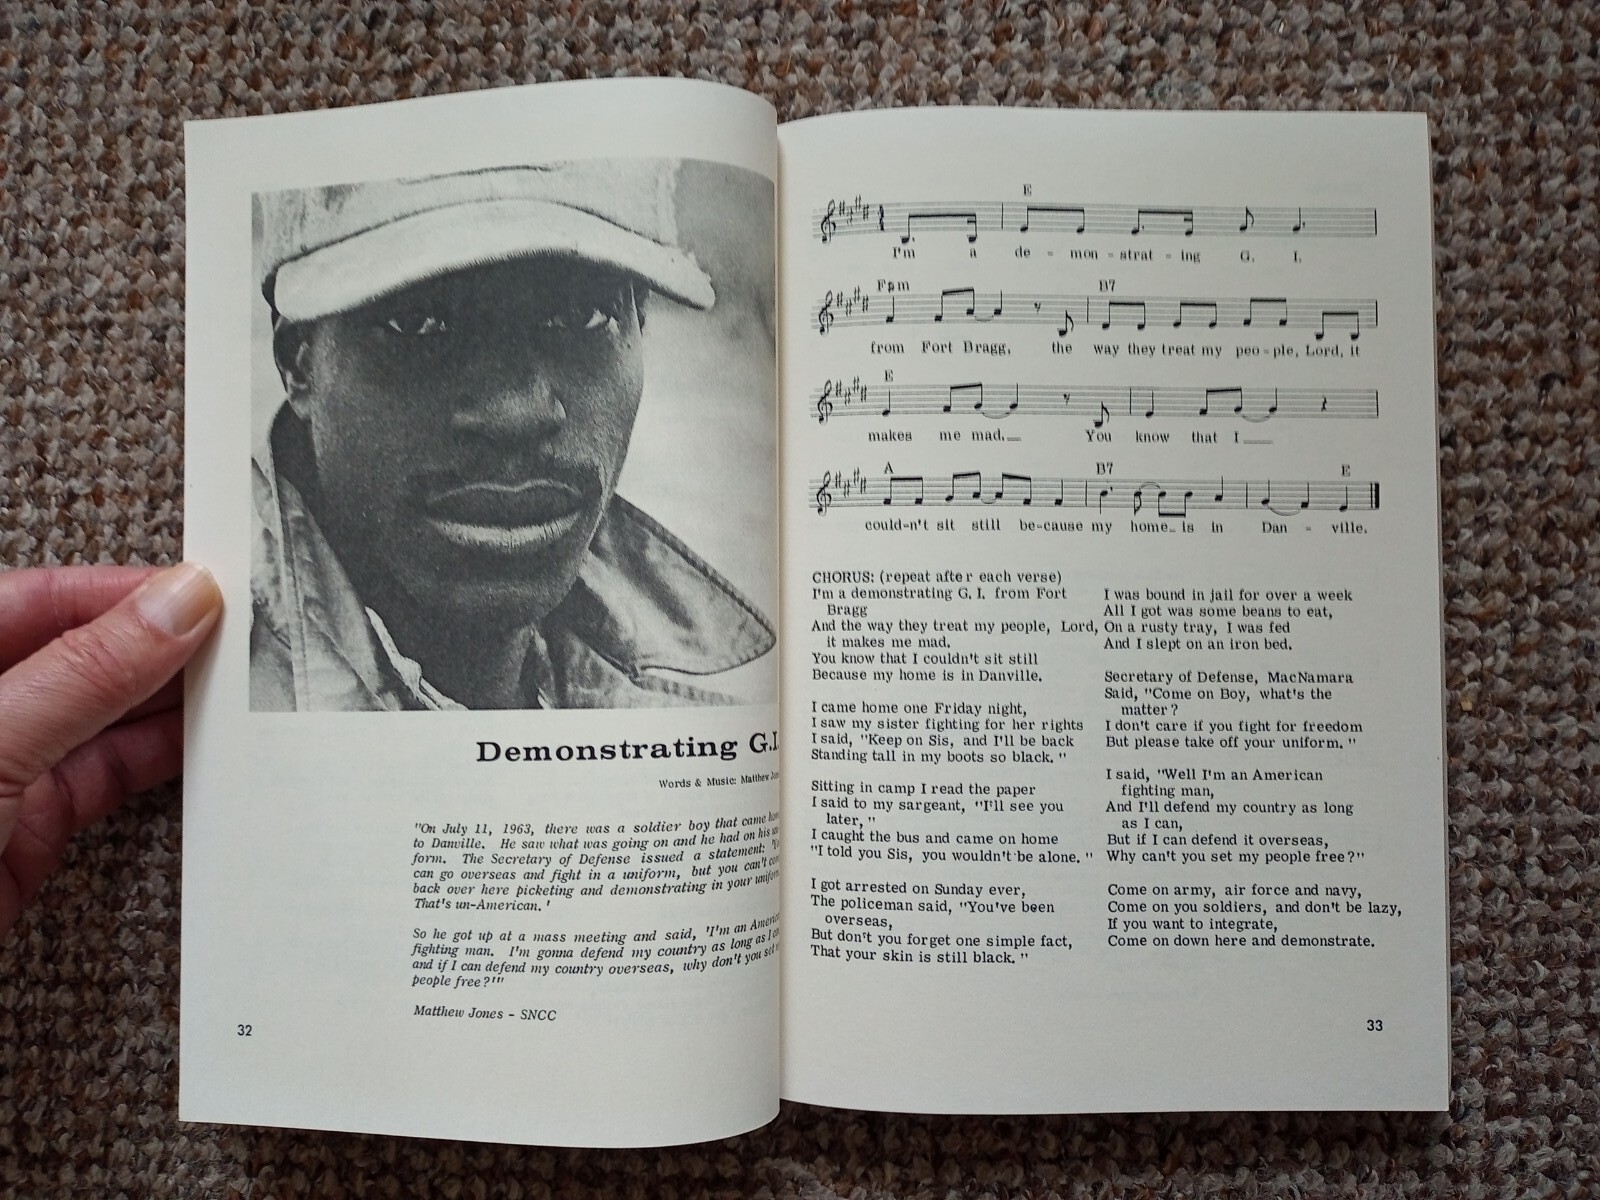 Demonstrating G.I.
Words & Music: Matthew
"On July 11, 1963, there was a soldier boy that came
to Danville. He saw what was going on and he had on his
form. The Secretary of Defense issued a statement:
can go overseas and fight in a uniform, but you can't
back over here picketing and demonstrating in your
That's un-American.'
So he got up at a mass meeting and said, 'I'm an
fighting man. I'm gonna defend my country as long as I
and if I can defend my country overseas, why don't you
people free?'"
Matthew Jones - SNCC
32
E
I'm a de - mon - strat - ing G. I.
F#m B7
from Fort Bragg, the way they treat my peo - ple, Lord, it
E
makes me mad. You know that I
A B7 E
could-n't sit still be-cause my home is in Dan - ville.
CHORUS: (repeat after each verse)
I'm a demonstrating G. I. from Fort
Bragg
And the way they treat my people, Lord,
it makes me mad.
You know that I couldn't sit still
Because my home is in Danville.
I came home one Friday night,
I saw my sister fighting for her rights
I said, "Keep on Sis, and I'll be back
Standing tall in my boots so black. "
Sitting in camp I read the paper
I said to my sargeant, "I'll see you
later, "
I caught the bus and came on home
"I told you Sis, you wouldn't be alone. "
I got arrested on Sunday ever,
The policeman said, "You've been
overseas,
But don't you forget one simple fact,
That your skin is still black. "
I was bound in jail for over a week
All I got was some beans to eat,
On a rusty tray, I was fed
And I slept on an iron bed.
Secretary of Defense, MacNamara
Said, "Come on Boy, what's the
matter?
I don't care if you fight for freedom
But please take off your uniform. "
I said, "Well I'm an American
fighting man,
And I'll defend my country as long
as I can,
But if I can defend it overseas,
Why can't you set my people free?"
Come on army, air force and navy,
Come on you soldiers, and don't be lazy,
If you want to integrate,
Come on down here and demonstrate.
33